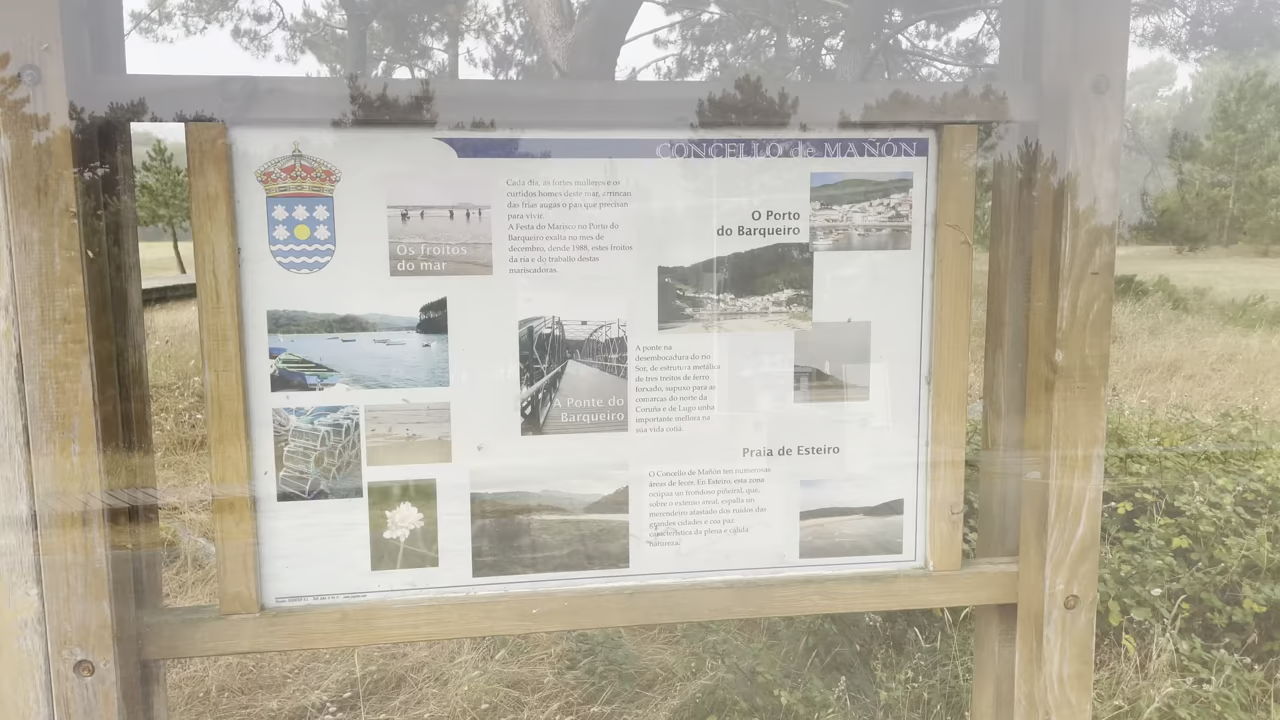 CONCELLO de MAÑÓN
Os froitos
do mar
Cada día, as fortes mulleres e os
curtidos homes deste mar, arrincan
das frías augas o pan que precisan
para vivir.
A Festa do Marisco no Porto do
Barqueiro exalta no mes de
decembro, dende 1988, estes froitos
da ría e do traballo destas
mariscadoras.
O Porto
do Barqueiro
A Ponte do
Barqueiro
A ponte na
desembocadura do río
Sor, de estrutura metálica
de tres treitos de ferro
forxado, supuxo para as
comarcas do norte da
Coruña e de Lugo unha
importante mellora na
súa vida cotiá.
Praia de Esteiro
O Concello de Mañón ten numerosas
áreas de lecer. En Esteiro, esta zona
ocupaa un frondoso piñeiral, que,
sobre o extenso areal, espalla un
merendeiro afastado dos ruídos das
grandes cidades e coa paz
característica da plena e cálida
natureza.